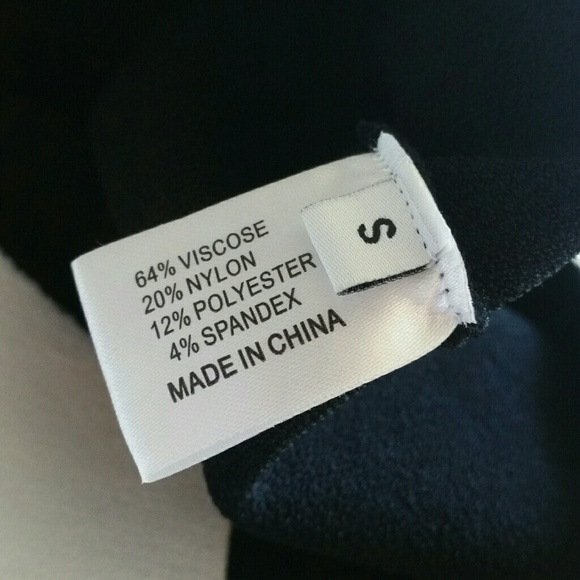 64% VISCOSE
20% NYLON
12% POLYESTER
4% SPANDEX
MADE IN CHINA
S